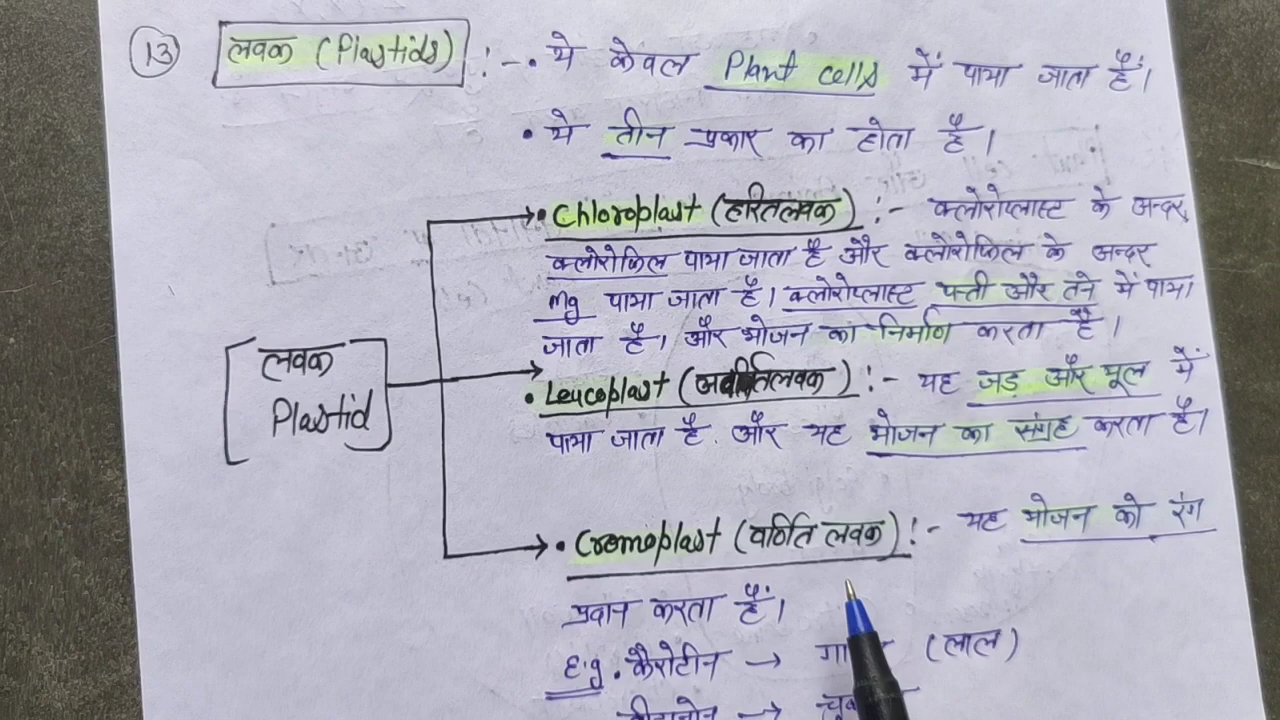 13 लवक (Plastids) :- • ये केवल Plant cells में पाया जाता है।
• ये तीन प्रकार का होता है।
• Chloroplast (हरितलवक) :- क्लोरोप्लास्ट के अन्दर,
क्लोरोफिल पाया जाता है और क्लोरोफिल के अन्दर
mg पाया जाता है। क्लोरोप्लास्ट पत्ती और तने में पाया
जाता है, और भोजन का निर्माण करता है।
लवक
Plastid
• Leucoplast ( ) :- यह जड़ और मूल में
पाया जाता है. और यह भोजन का संग्रह करता है।
• Cromoplast (वर्णित लवक) :- यह भोजन को रंग
प्रदान करता है।
E.g. कैरोटीन → (लाल)